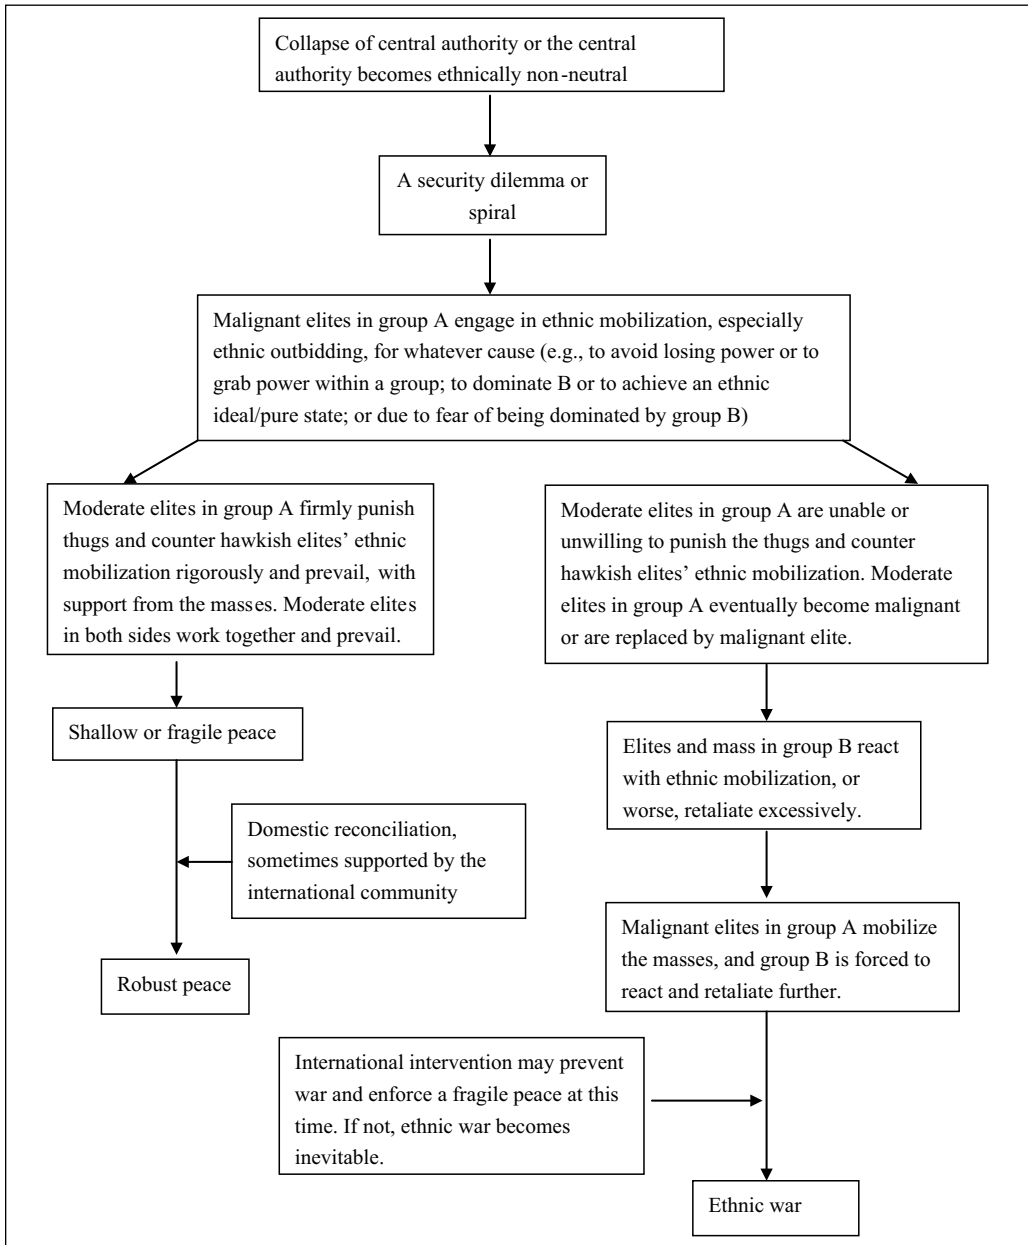 Collapse of central authority or the central
authority becomes ethnically non-neutral
A security dilemma or
spiral
Malignant elites in group A engage in ethnic mobilization, especially
ethnic outbidding, for whatever cause (e.g., to avoid losing power or to
grab power within a group; to dominate B or to achieve an ethnic
ideal/pure state; or due to fear of being dominated by group B)
Moderate elites in group A firmly punish
thugs and counter hawkish elites’ ethnic
mobilization rigorously and prevail, with
support from the masses. Moderate elites
in both sides work together and prevail.
Moderate elites in group A are unable or
unwilling to punish the thugs and counter
hawkish elites’ ethnic mobilization. Moderate
elites in group A eventually become malignant
or are replaced by malignant elite.
Shallow or fragile peace
Elites and mass in group B react
with ethnic mobilization, or
worse, retaliate excessively.
Domestic reconciliation,
sometimes supported by the
international community
Malignant elites in group A mobilize
the masses, and group B is forced to
react and retaliate further.
Robust peace
International intervention may prevent
war and enforce a fragile peace at this
time. If not, ethnic war becomes
inevitable.
Ethnic war